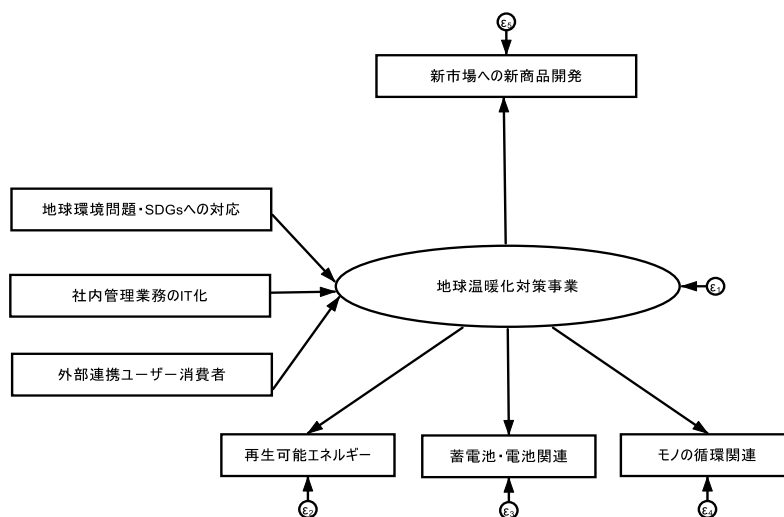 ε5
新市場への新商品開発
地球環境問題・SDGsへの対応
社内管理業務のIT化
外部連携ユーザー消費者
地球温暖化対策事業
ε1
再生可能エネルギー
蓄電池・電池関連
モノの循環関連
ε2
ε3
ε4